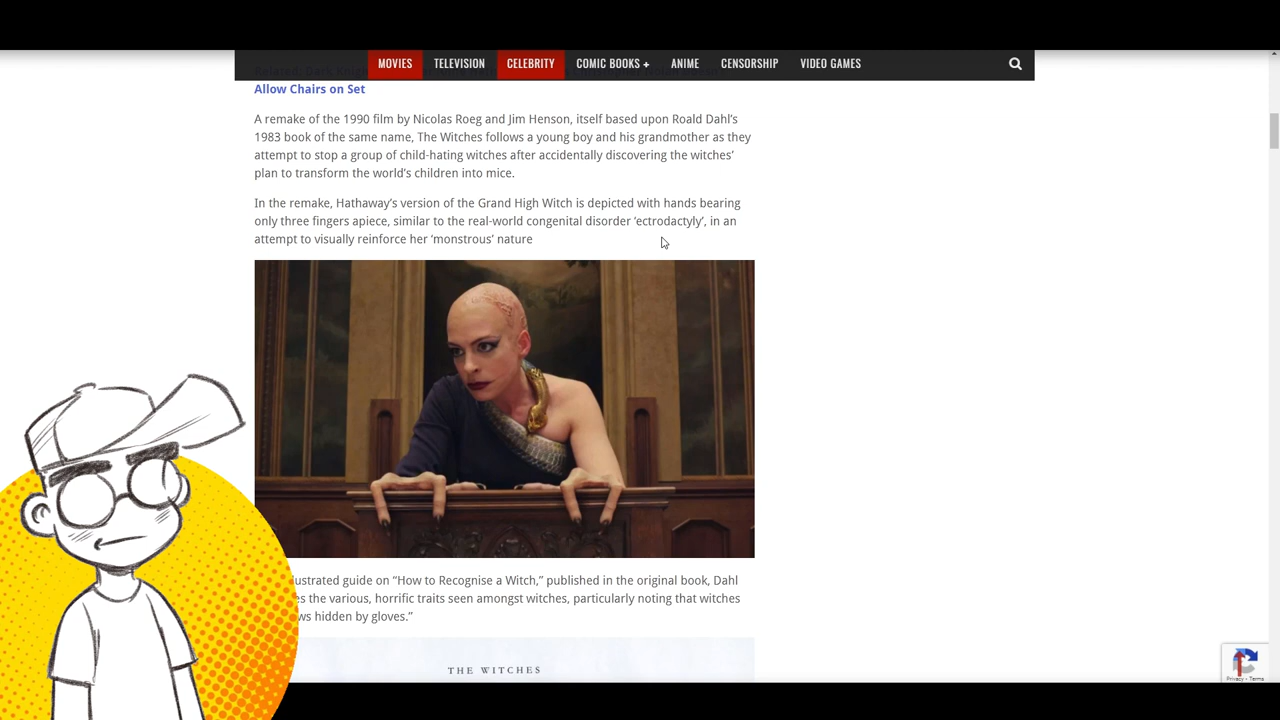 MOVIES TELEVISION CELEBRITY COMIC BOOKS + ANIME CENSORSHIP VIDEO GAMES
Allow Chairs on Set
A remake of the 1990 film by Nicolas Roeg and Jim Henson, itself based upon Roald Dahl's
1983 book of the same name, The Witches follows a young boy and his grandmother as they
attempt to stop a group of child-hating witches after accidentally discovering the witches'
plan to transform the world's children into mice.
In the remake, Hathaway's version of the Grand High Witch is depicted with hands bearing
only three fingers apiece, similar to the real-world congenital disorder 'ectrodactyly', in an
attempt to visually reinforce her 'monstrous' nature
lustrated guide on “How to Recognise a Witch,” published in the original book, Dahl
es the various, horrific traits seen amongst witches, particularly noting that witches
ws hidden by gloves.”
THE WITCHES
Privacy - Terms